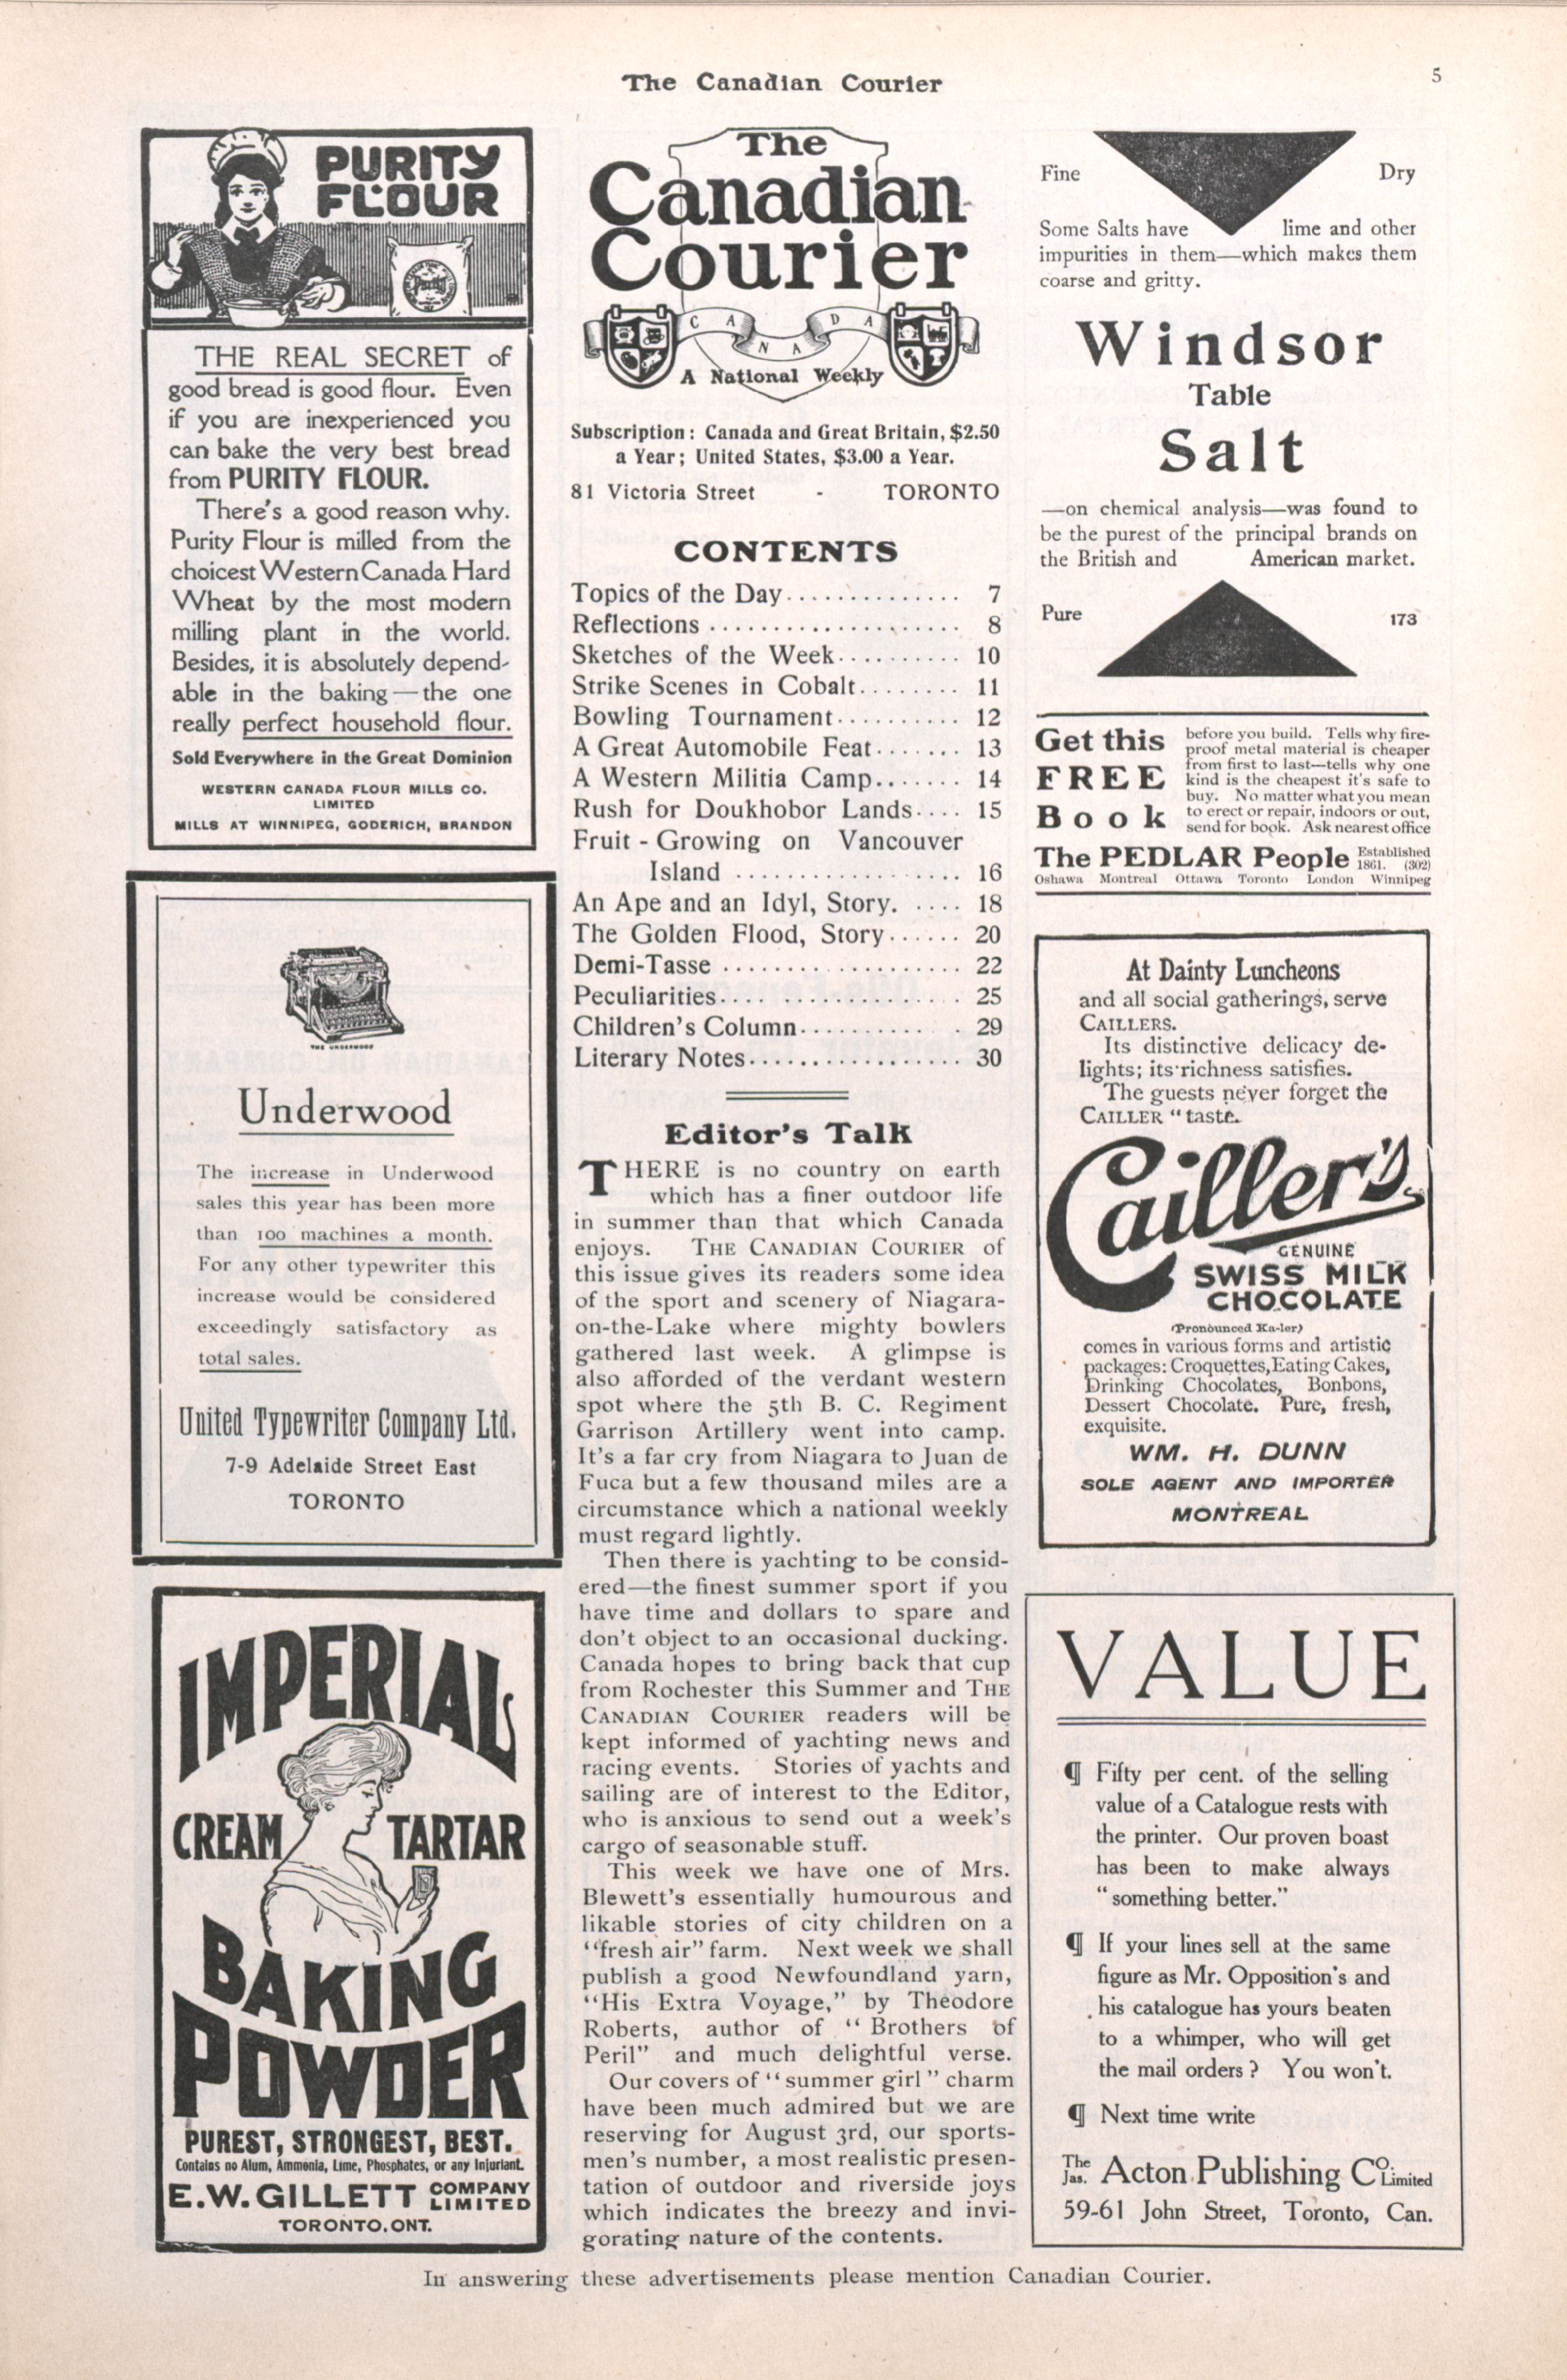 The Canadian Courier
5
PURITY
FLOUR
THE REAL SECRET of
good bread is good flour. Even
if you are inexperienced you
can bake the very best bread
from PURITY FLOUR.
There's a good reason why.
Purity Flour is milled from the
choicest Western Canada Hard
Wheat by the most modern
milling plant in the world.
Besides, it is absolutely depend-
able in the baking—the one
really perfect household flour.
Sold Everywhere in the Great Dominion
WESTERN CANADA FLOUR MILLS CO.
LIMITED
MILLS AT WINNIPEG, GODERICH, BRANDON
THE UNDERWOOD
Underwood
The increase in Underwood
sales this year has been more
than 100 machines a month.
For any other typewriter this
increase would be considered
exceedingly satisfactory as
total sales.
United Typewriter Company Ltd.
7-9 Adelaide Street East
TORONTO
IMPERIAL
CREAM TARTAR
BAKING
POWDER
PUREST, STRONGEST, BEST.
Contains no Alum, Ammonia, Lime, Phosphates, or any Injuriant.
E.W. GILLETT COMPANY LIMITED
TORONTO, ONT.
The
Canadian
Courier
CANADA
A National Weekly
Subscription: Canada and Great Britain, $2.50
a Year; United States, $3.00 a Year.
81 Victoria Street - TORONTO
CONTENTS
Topics of the Day.............. 7
Reflections .................... 8
Sketches of the Week.......... 10
Strike Scenes in Cobalt........ 11
Bowling Tournament.......... 12
A Great Automobile Feat....... 13
A Western Militia Camp....... 14
Rush for Doukhobor Lands.... 15
Fruit - Growing on Vancouver
Island .................. 16
An Ape and an Idyl, Story. .... 18
The Golden Flood, Story...... 20
Demi-Tasse ................... 22
Peculiarities.... .............. 25
Children's Column.......... . 29
Literary Notes................. 30
Editor's Talk
THERE is no country on earth
which has a finer outdoor life
in summer than that which Canada
enjoys. THE CANADIAN COURIER of
this issue gives its readers some idea
of the sport and scenery of Niagara-
on-the-Lake where mighty bowlers
gathered last week. A glimpse is
also afforded of the verdant western
spot where the 5th B. C. Regiment
Garrison Artillery went into camp.
It's a far cry from Niagara to Juan de
Fuca but a few thousand miles are a
circumstance which a national weekly
must regard lightly.
Then there is yachting to be consid-
ered—the finest summer sport if you
have time and dollars to spare and
don't object to an occasional ducking.
Canada hopes to bring back that cup
from Rochester this Summer and THE
CANADIAN COURIER readers will be
kept informed of yachting news and
racing events. Stories of yachts and
sailing are of interest to the Editor,
who is anxious to send out a week's
cargo of seasonable stuff.
This week we have one of Mrs.
Blewett's essentially humourous and
likable stories of city children on a
"fresh air" farm. Next week we shall
publish a good Newfoundland yarn,
"His Extra Voyage," by Theodore
Roberts, author of "Brothers of
Peril" and much delightful verse.
Our covers of "summer girl" charm
have been much admired but we are
reserving for August 3rd, our sports-
men's number, a most realistic presen-
tation of outdoor and riverside joys
which indicates the breezy and invi-
gorating nature of the contents.
Fine Dry
Some Salts have lime and other
impurities in them—which makes them
coarse and gritty.
Windsor
Table
Salt
—on chemical analysis—was found to
be the purest of the principal brands on
the British and American market.
Pure 173
Get this
FREE
Book
before you build. Tells why fire-
proof metal material is cheaper
from first to last—tells why one
kind is the cheapest it's safe to
buy. No matter what you mean
to erect or repair, indoors or out,
send for book. Ask nearest office
The PEDLAR People Established 1861. (302)
Oshawa Montreal Ottawa Toronto London Winnipeg
At Dainty Luncheons
and all social gatherings, serve
CAILLERS.
Its distinctive delicacy de-
lights; its richness satisfies.
The guests never forget the
CAILLER "taste.
Cailler's
GENUINE
SWISS MILK
CHOCOLATE
(Pronounced Ka-ler)
comes in various forms and artistic
packages: Croquettes, Eating Cakes,
Drinking Chocolates, Bonbons,
Dessert Chocolate. Pure, fresh,
exquisite.
WM. H. DUNN
SOLE AGENT AND IMPORTER
MONTREAL
VALUE
¶ Fifty per cent. of the selling
value of a Catalogue rests with
the printer. Our proven boast
has been to make always
"something better."
¶ If your lines sell at the same
figure as Mr. Opposition's and
his catalogue has yours beaten
to a whimper, who will get
the mail orders? You won't.
¶ Next time write
The Jas. Acton Publishing Co Limited
59-61 John Street, Toronto, Can.
In answering these advertisements please mention Canadian Courier.